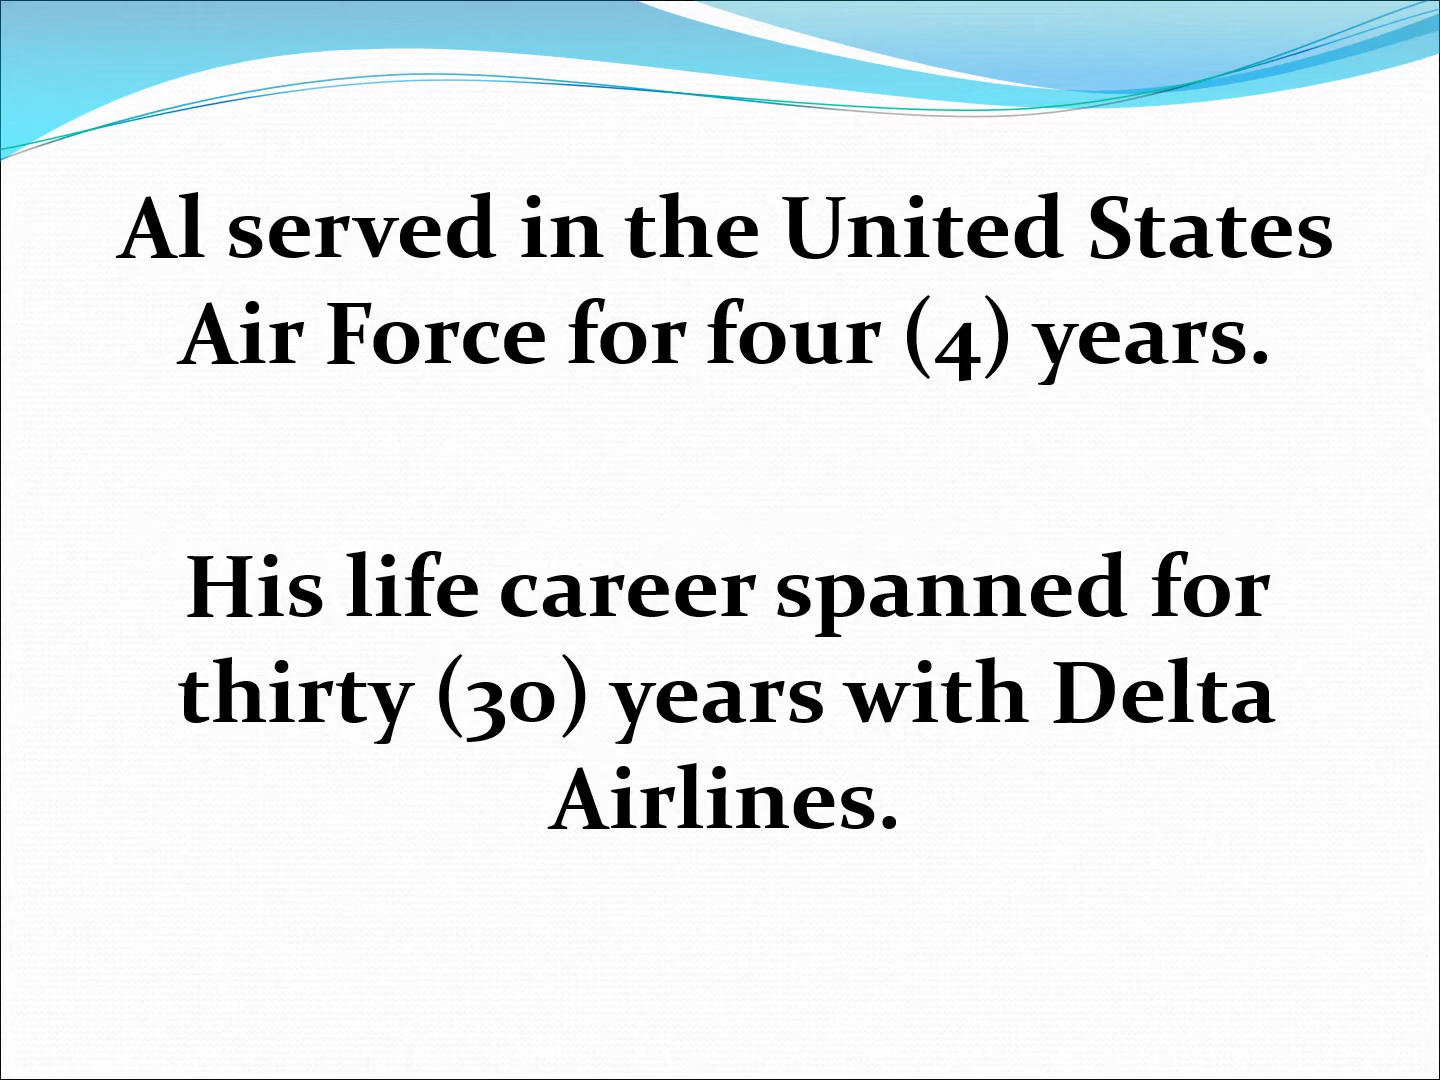 Al served in the United States
Air Force for four (4) years.
His life career spanned for
thirty (30) years with Delta
Airlines.